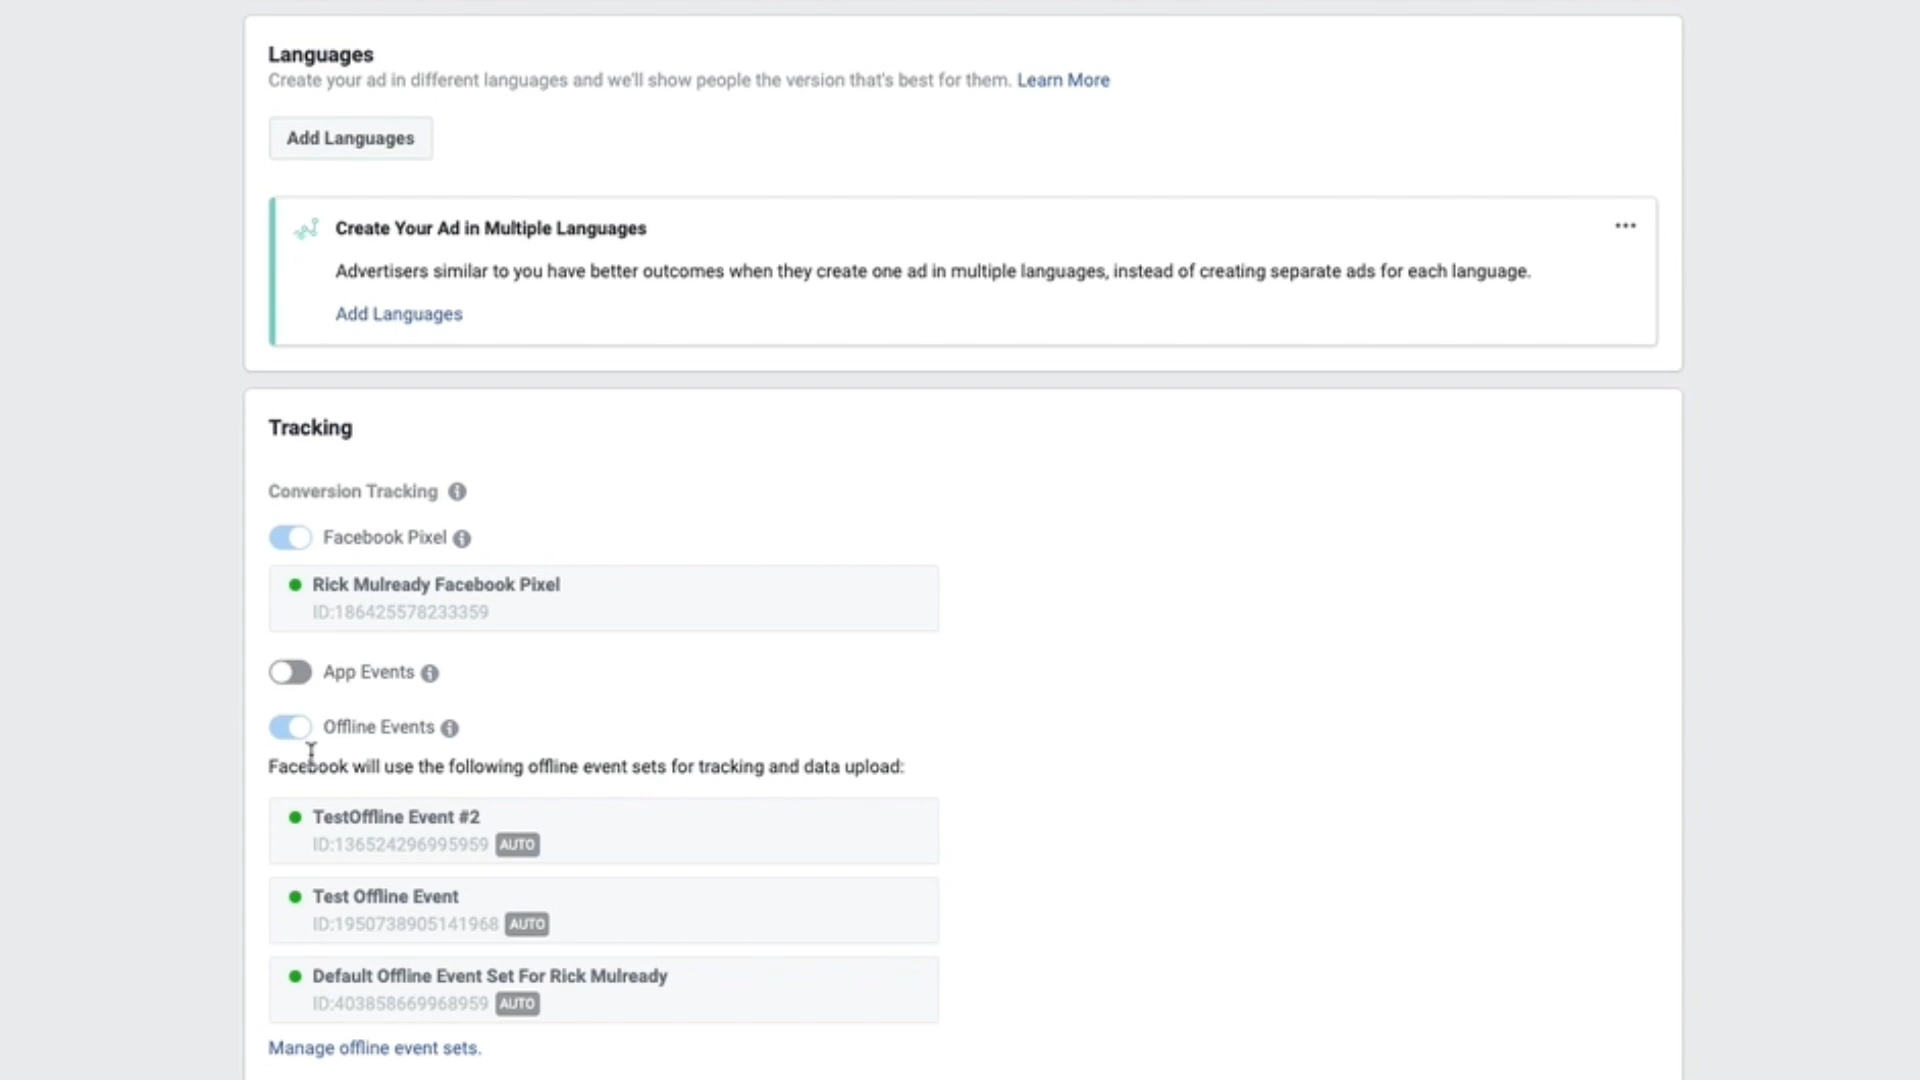 Languages
Create your ad in different languages and we'll show people the version that's best for them. Learn More
Add Languages
Create Your Ad in Multiple Languages
Advertisers similar to you have better outcomes when they create one ad in multiple languages, instead of creating separate ads for each language.
Add Languages
Tracking
Conversion Tracking
Facebook Pixel
Rick Mulready Facebook Pixel
ID:186425578233359
App Events
Offline Events
Facebook will use the following offline event sets for tracking and data upload:
TestOffline Event #2
ID:136524296995959 AUTO
Test Offline Event
ID:1950738905141968 AUTO
Default Offline Event Set For Rick Mulready
ID:403858669968959 AUTO
Manage offline event sets.